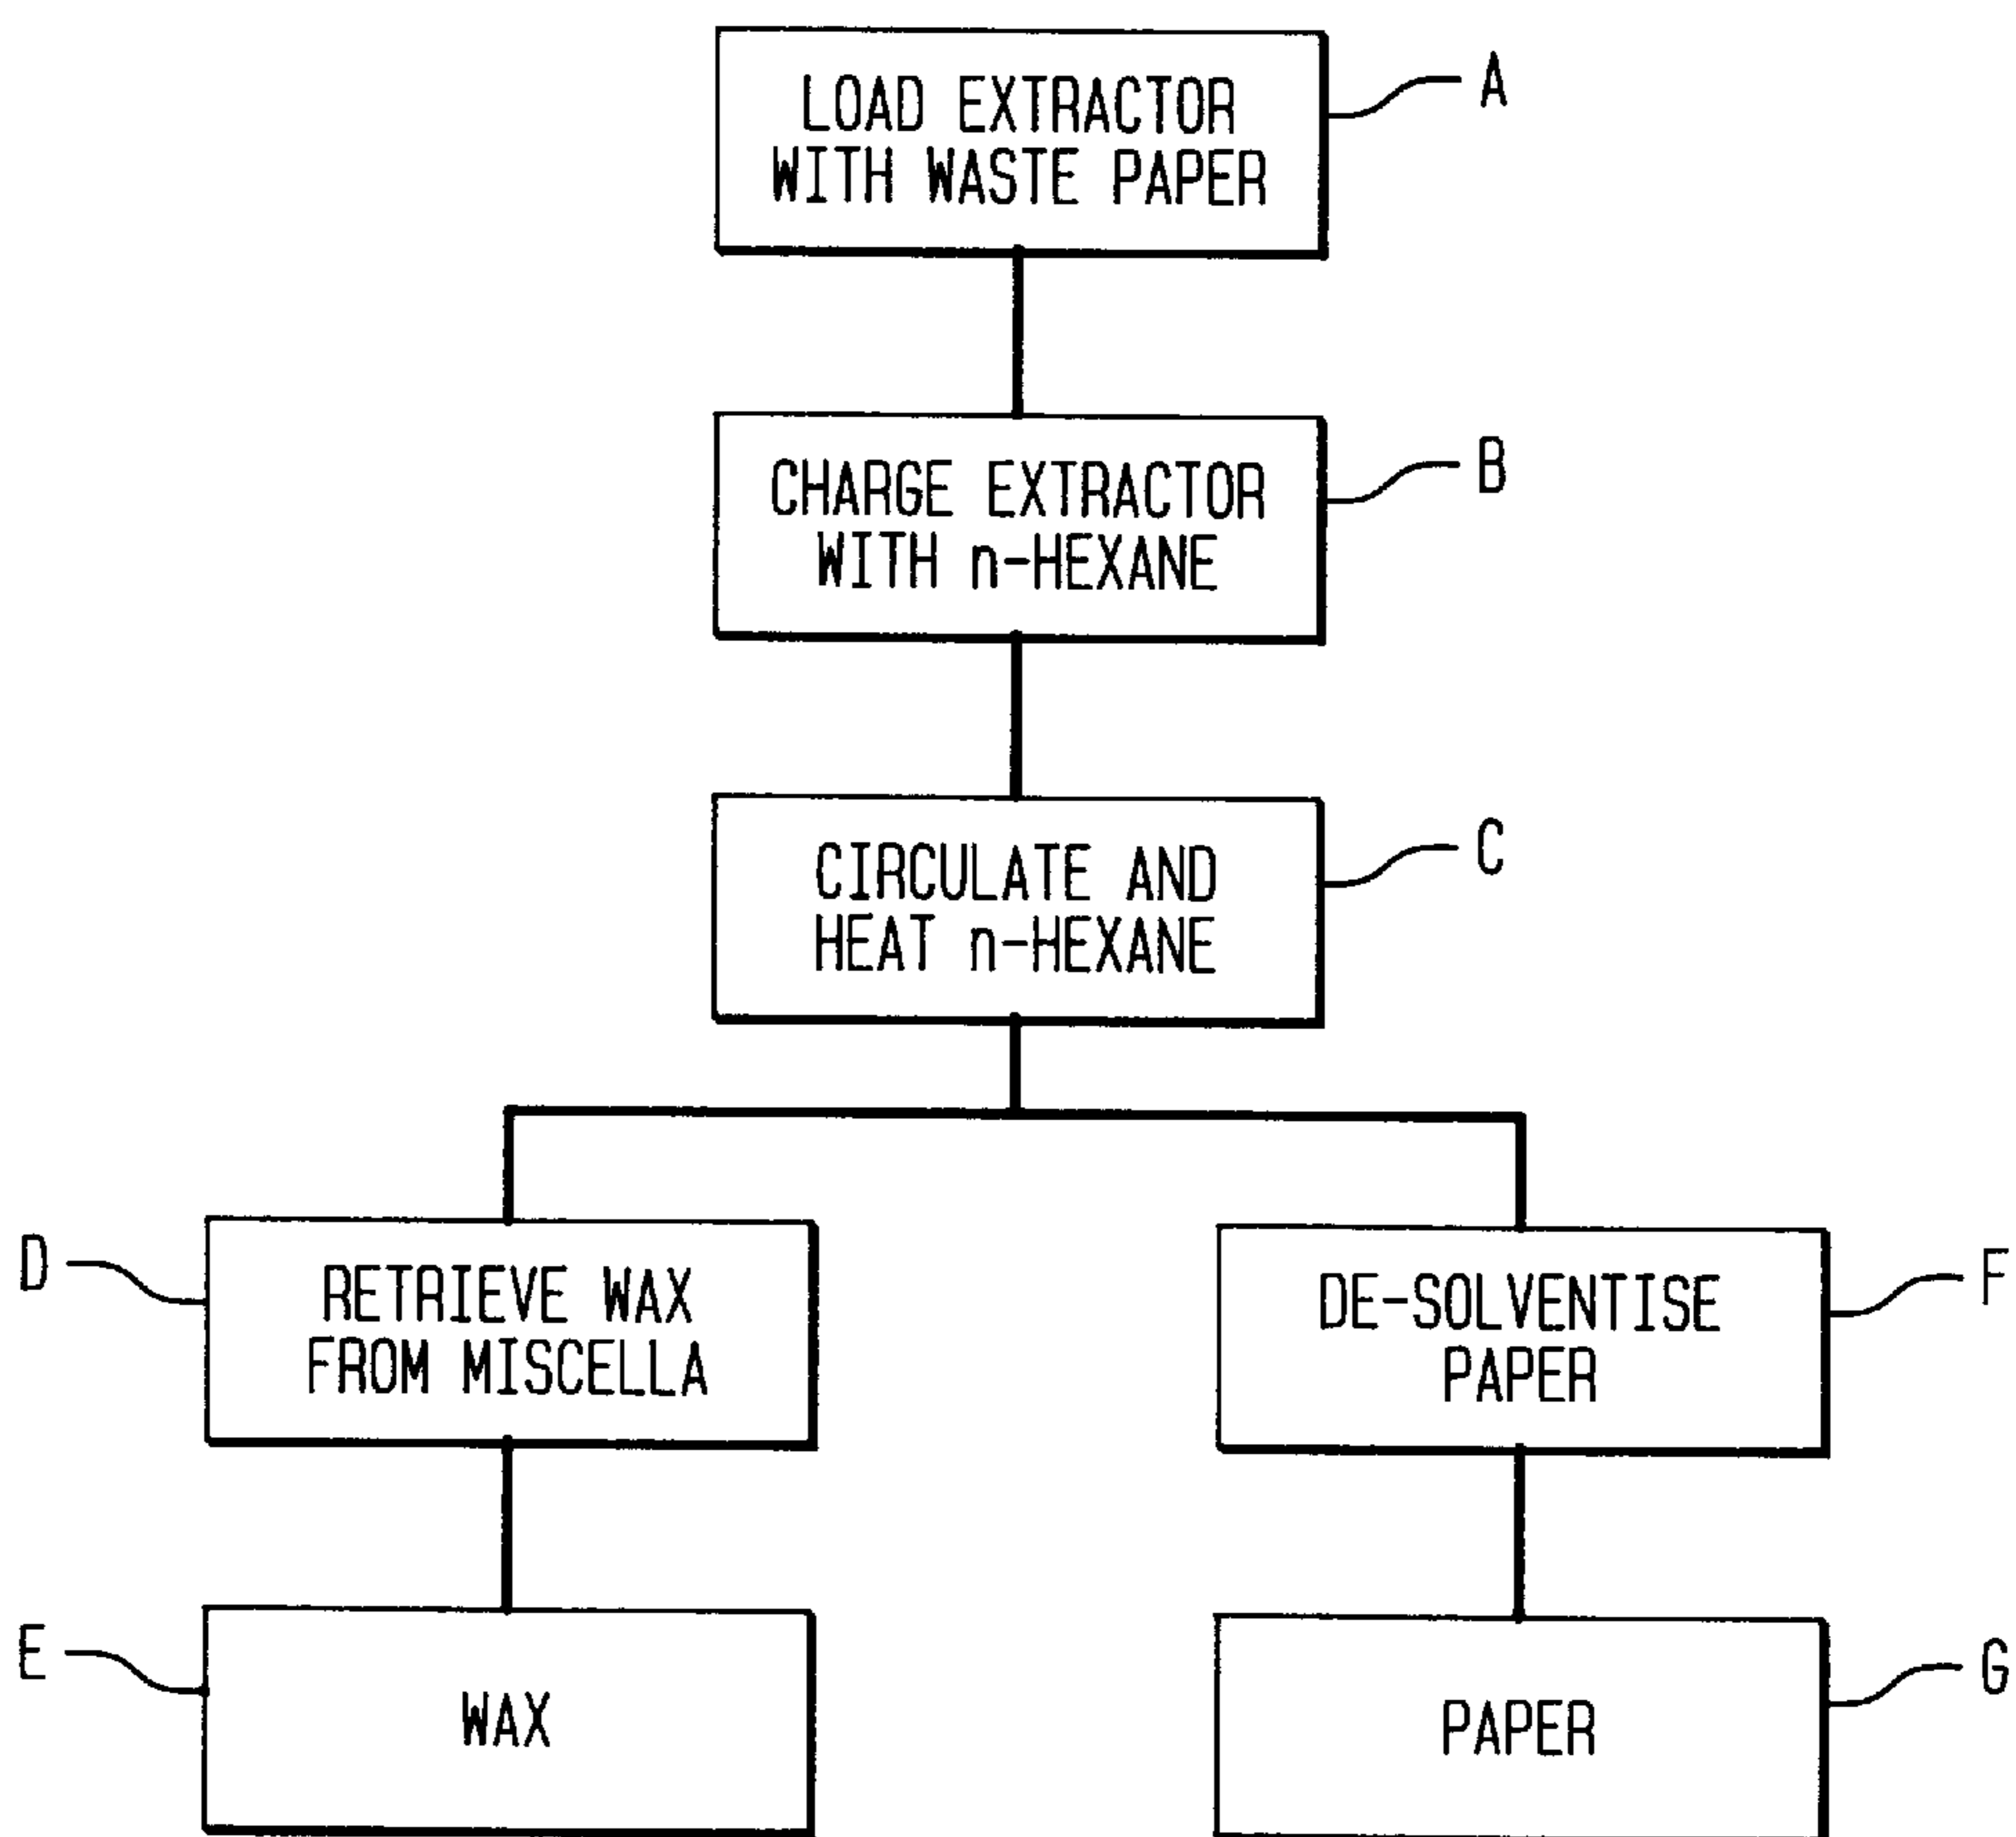 LOAD EXTRACTOR
WITH WASTE PAPER
A
CHARGE EXTRACTOR
WITH n-HEXANE
B
CIRCULATE AND
HEAT n-HEXANE
C
D
RETRIEVE WAX
FROM MISCELLA
DE-SOLVENTISE
PAPER
F
E
WAX
PAPER
G